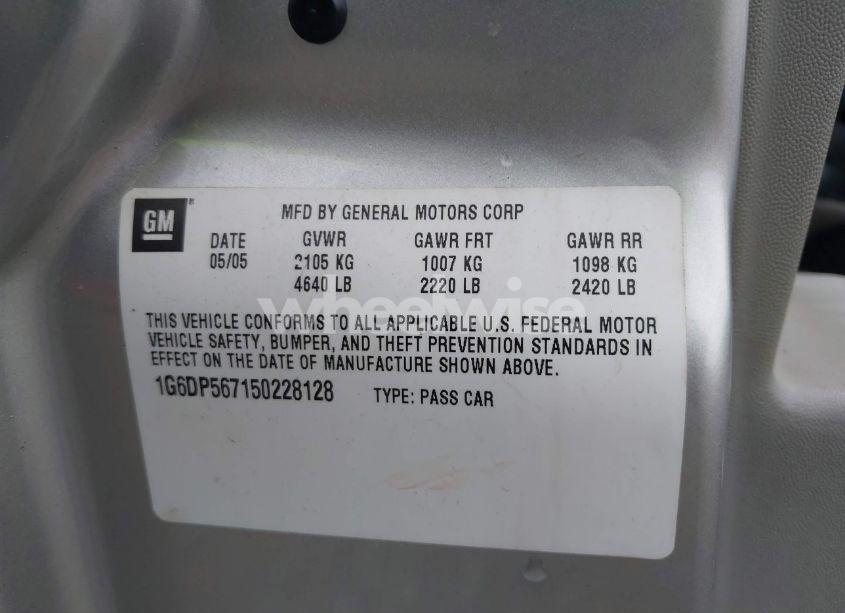 GM®
MFD BY GENERAL MOTORS CORP
DATE GVWR GAWR FRT GAWR RR
05/05 2105 KG 1007 KG 1098 KG
4640 LB 2220 LB 2420 LB
wheelwise
THIS VEHICLE CONFORMS TO ALL APPLICABLE U.S. FEDERAL MOTOR
VEHICLE SAFETY, BUMPER, AND THEFT PREVENTION STANDARDS IN
EFFECT ON THE DATE OF MANUFACTURE SHOWN ABOVE.
1G6DP567150228128 TYPE: PASS CAR